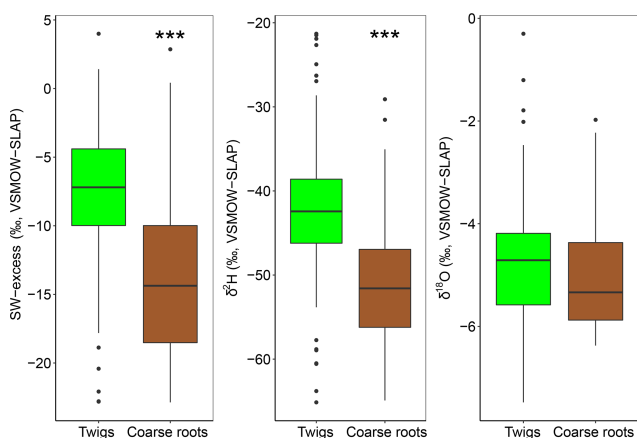 SW−excess (‰, VSMOW−SLAP)
5
0
−5
−10
−15
−20
***
Twigs Coarse roots
δ²H (‰, VSMOW−SLAP)
−20
−30
−40
−50
−60
***
Twigs Coarse roots
δ¹⁸O (‰, VSMOW−SLAP)
0
−2
−4
−6
Twigs Coarse roots